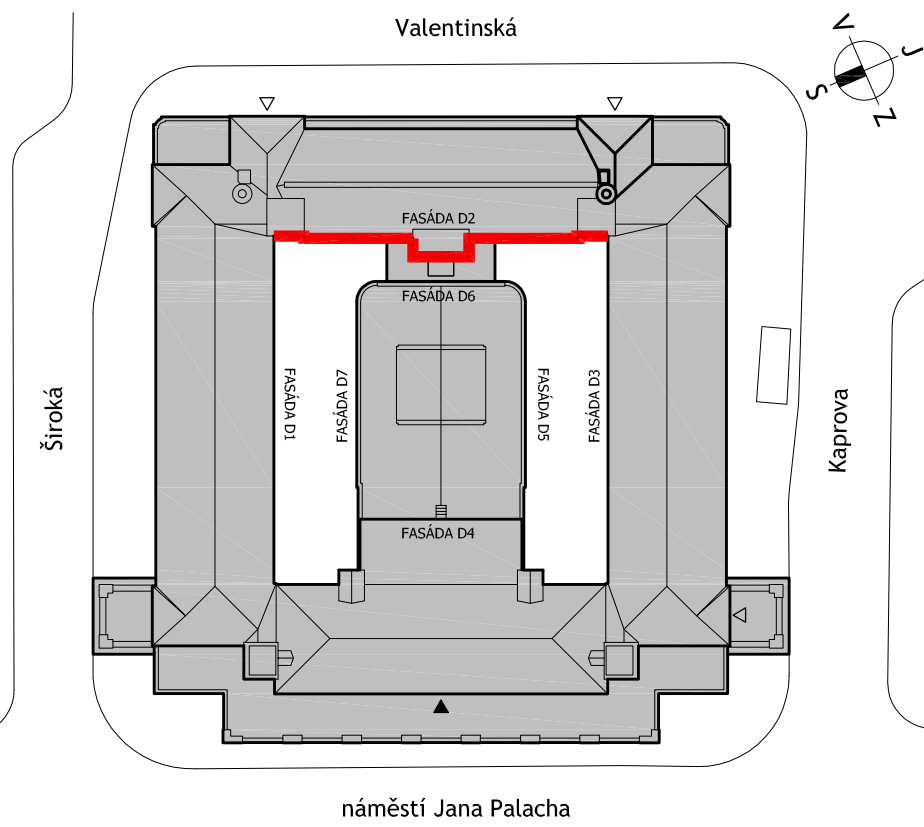 Valentinská
V
J
S
Z
FASÁDA D2
FASÁDA D6
FASÁDA D1
FASÁDA D7
FASÁDA D5
FASÁDA D3
Široká
Kaprova
FASÁDA D4
náměstí Jana Palacha